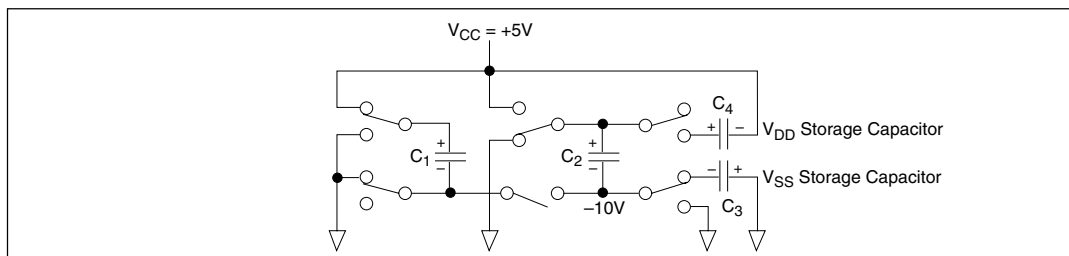 V_CC = +5V
C_4
+ −
V_DD Storage Capacitor
+
C_1
−
+
C_2
−
− +
V_SS Storage Capacitor
C_3
−10V